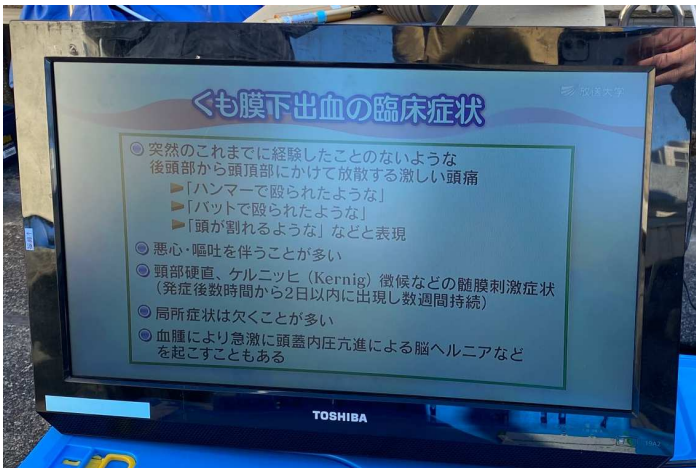 放送大学
くも膜下出血の臨床症状
突然のこれまでに経験したことのないような
後頭部から頭頂部にかけて放散する激しい頭痛
「ハンマーで殴られたような」
「バットで殴られたような」
「頭が割れるような」などと表現
悪心・嘔吐を伴うことが多い
頸部硬直、ケルニッヒ（Kernig）徴候などの髄膜刺激症状
（発症後数時間から2日以内に出現し数週間持続）
局所症状は欠くことが多い
血腫により急激に頭蓋内圧亢進による脳ヘルニアなど
を起こすこともある
TOSHIBA